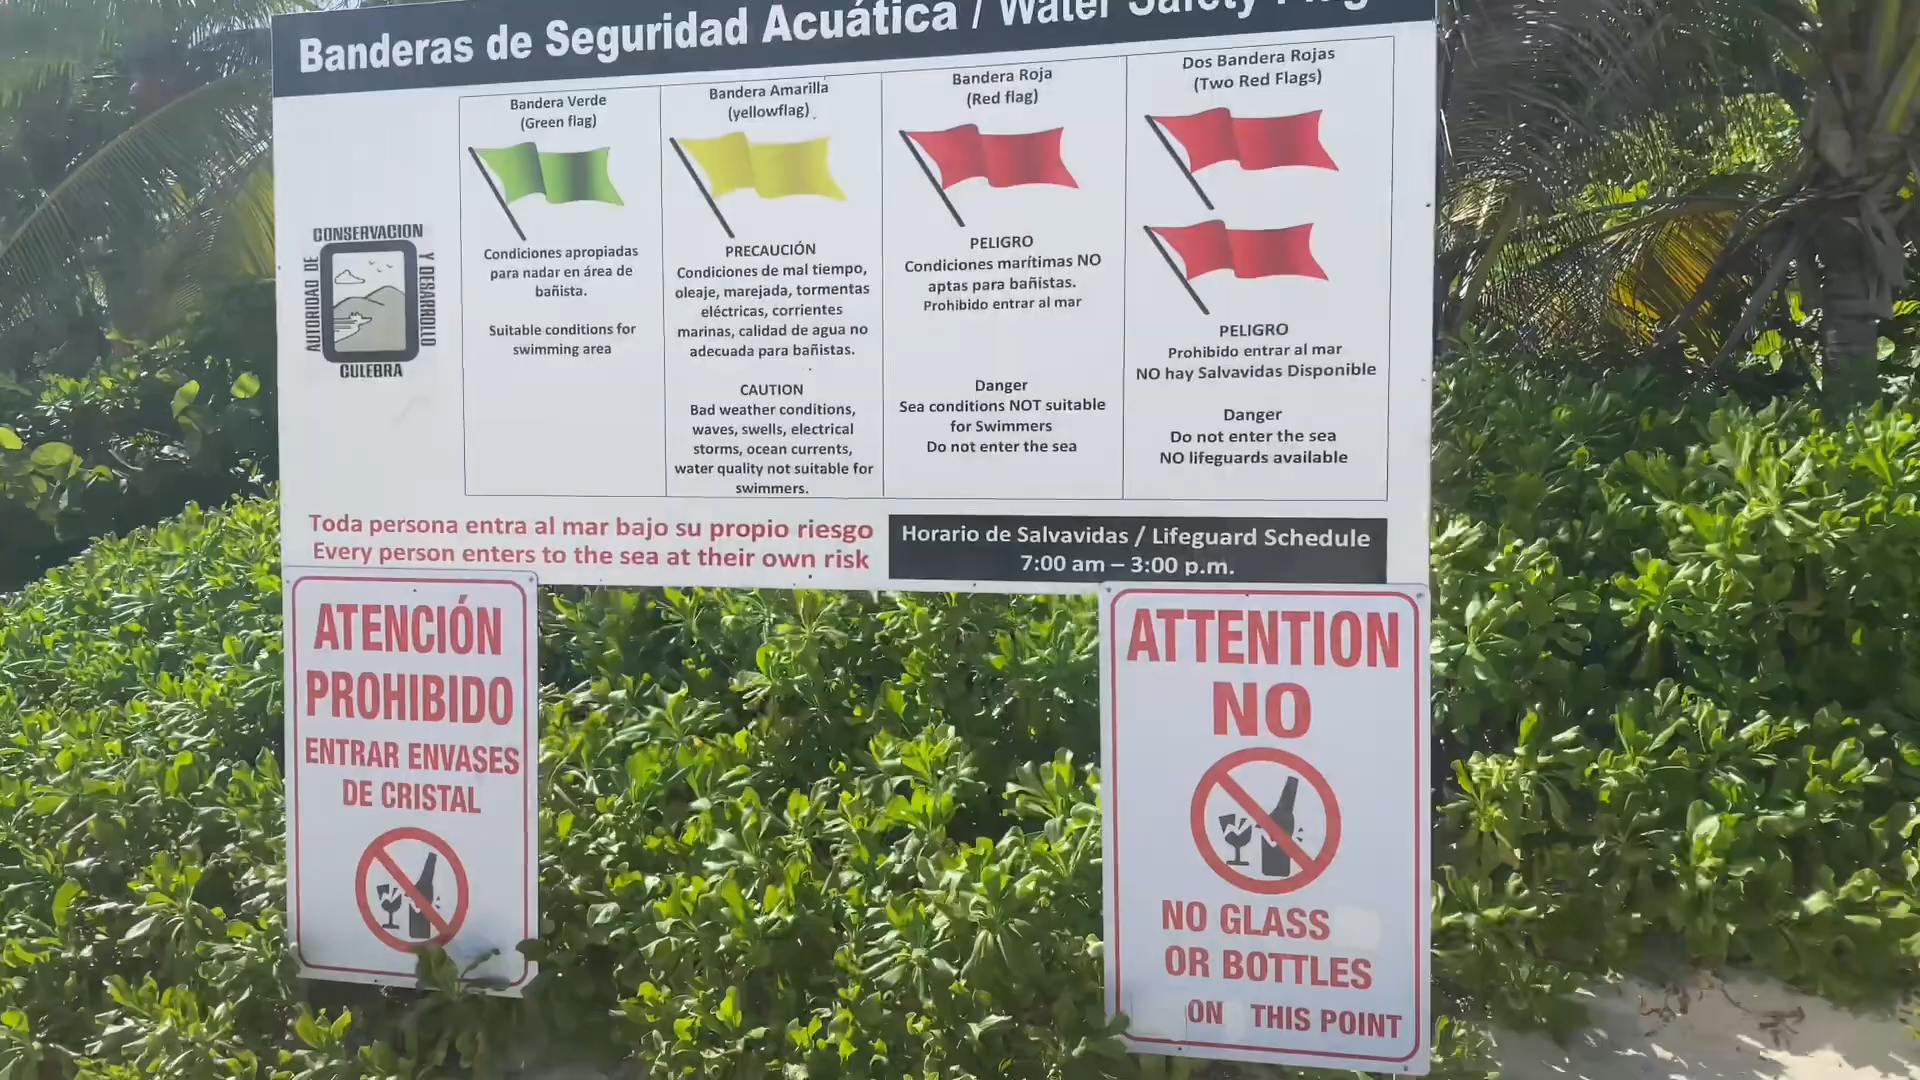 Banderas de Seguridad Acuática / Water Safety Flag
CONSERVACION
Y DESARROLLO
AUTORIDAD DE
CULEBRA
Bandera Verde
(Green flag)
Condiciones apropiadas
para nadar en área de
bañista.
Suitable conditions for
swimming area
Bandera Amarilla
(yellowflag)
PRECAUCIÓN
Condiciones de mal tiempo,
oleaje, marejada, tormentas
eléctricas, corrientes
marinas, calidad de agua no
adecuada para bañistas.
CAUTION
Bad weather conditions,
waves, swells, electrical
storms, ocean currents,
water quality not suitable for
swimmers.
Bandera Roja
(Red flag)
PELIGRO
Condiciones marítimas NO
aptas para bañistas.
Prohibido entrar al mar
Danger
Sea conditions NOT suitable
for Swimmers
Do not enter the sea
Dos Bandera Rojas
(Two Red Flags)
PELIGRO
Prohibido entrar al mar
NO hay Salvavidas Disponible
Danger
Do not enter the sea
NO lifeguards available
Toda persona entra al mar bajo su propio riesgo
Every person enters to the sea at their own risk
Horario de Salvavidas / Lifeguard Schedule
7:00 am – 3:00 p.m.
ATENCIÓN
PROHIBIDO
ENTRAR ENVASES
DE CRISTAL
ATTENTION
NO
NO GLASS
OR BOTTLES
ON THIS POINT